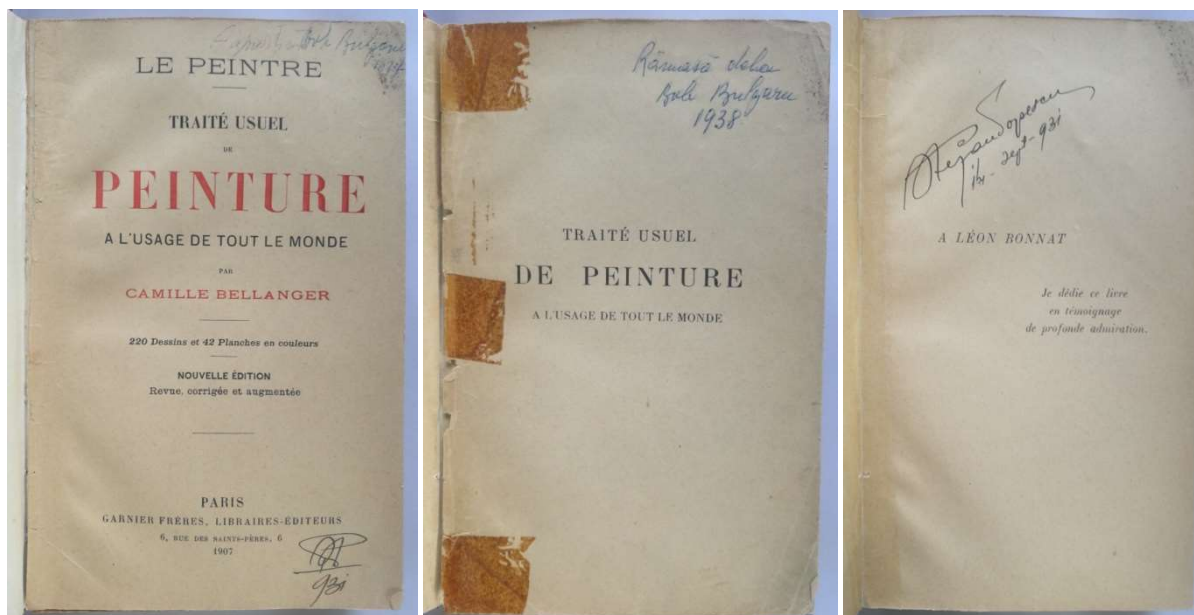 LE PEINTRE
TRAITÉ USUEL
DE
PEINTURE
A L'USAGE DE TOUT LE MONDE
PAR
CAMILLE BELLANGER
220 Dessins et 42 Planches en couleurs
NOUVELLE ÉDITION
Revue, corrigée et augmentée
PARIS
GARNIER FRÈRES, LIBRAIRES-ÉDITEURS
6, RUE DES SAINTS-PÈRES, 6
1907
931
Rămasă dela
Bulgaru
1938
TRAITÉ USUEL
DE PEINTURE
A L'USAGE DE TOUT LE MONDE
sept. 931
A LÉON BONNAT
Je dédie ce livre
en témoignage
de profonde admiration.